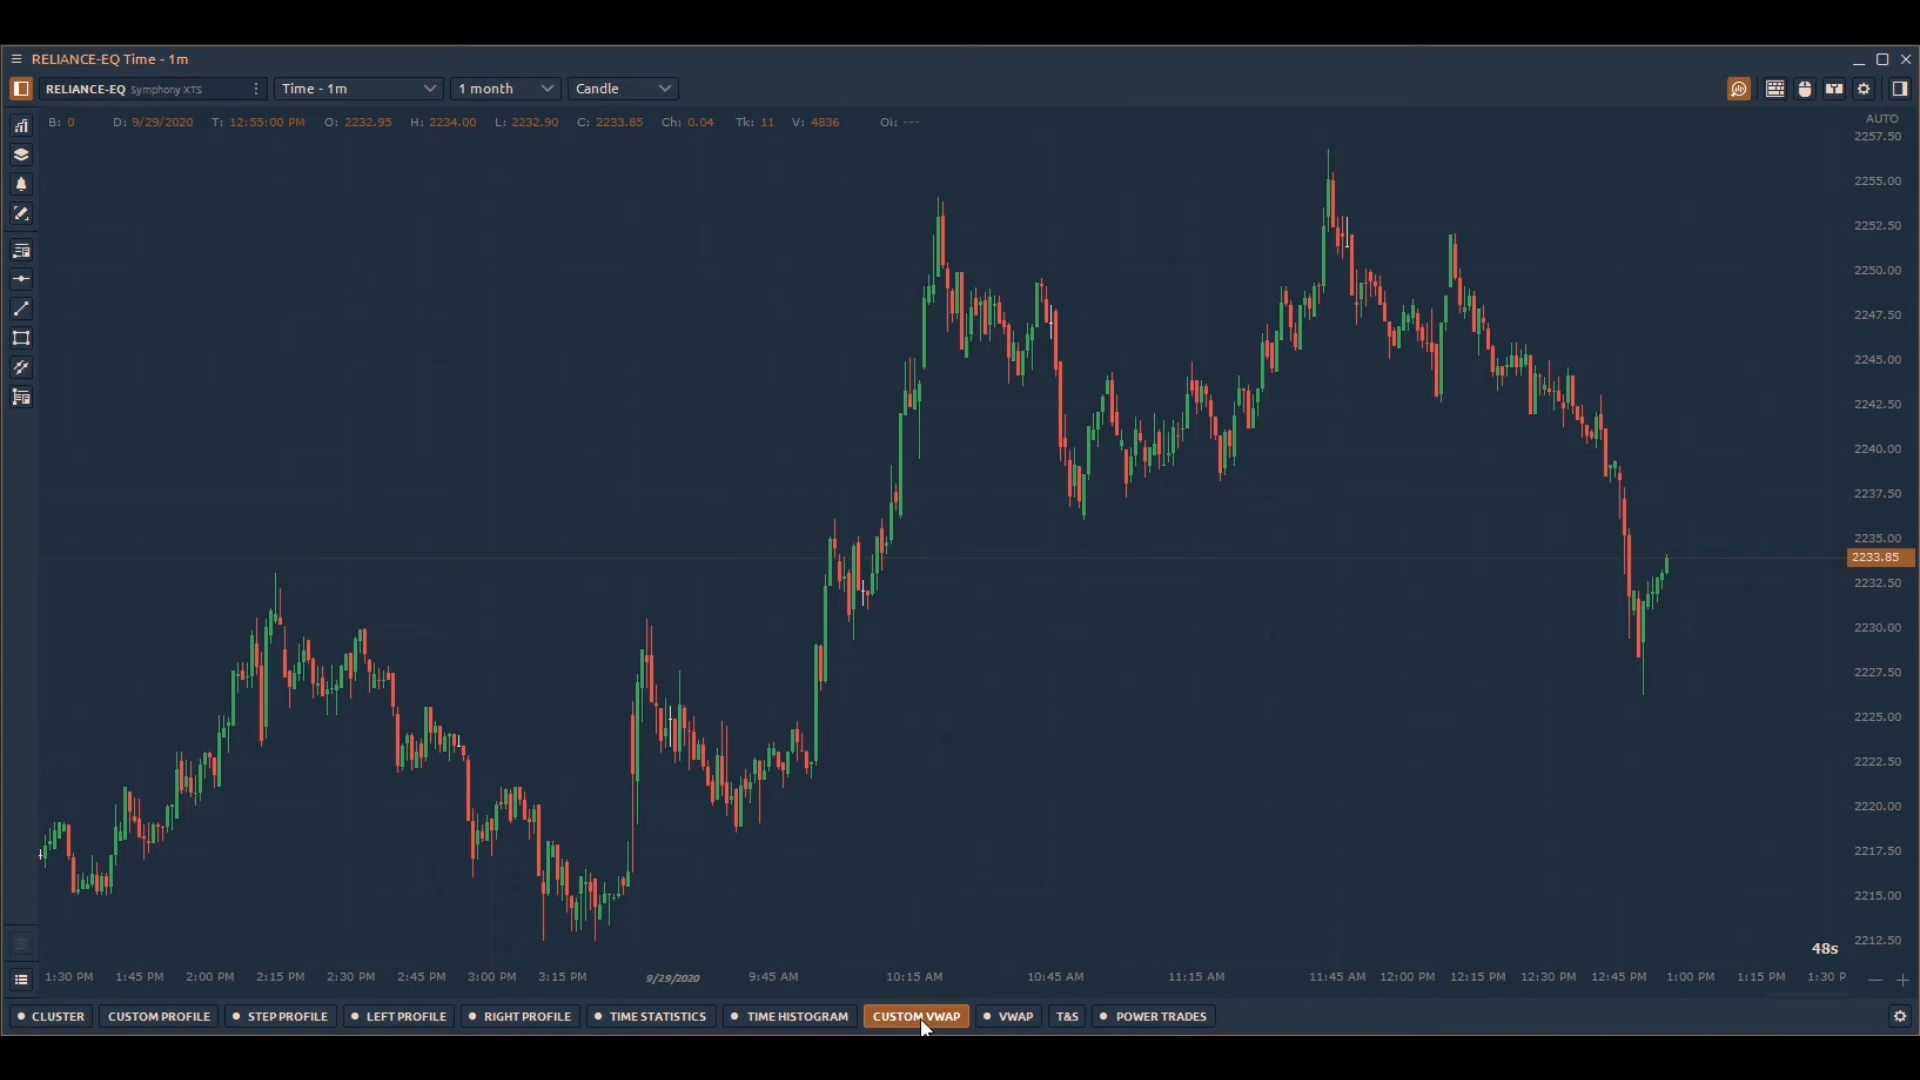 RELIANCE-EQ Time - 1m
RELIANCE-EQ Symphony XTS Time - 1m 1 month Candle
B: 0 D: 9/29/2020 T: 12:55:00 PM O: 2232.95 H: 2234.00 L: 2232.90 C: 2233.85 Ch: 0.04 Tk: 11 V: 4836 Oi: ---
AUTO
2257.50
2255.00
2252.50
2250.00
2247.50
2245.00
2242.50
2240.00
2237.50
2235.00
2233.85
2232.50
2230.00
2227.50
2225.00
2222.50
2220.00
2217.50
2215.00
2212.50
48s
1:30 PM 1:45 PM 2:00 PM 2:15 PM 2:30 PM 2:45 PM 3:00 PM 3:15 PM 9/29/2020 9:45 AM 10:15 AM 10:45 AM 11:15 AM 11:45 AM 12:00 PM 12:15 PM 12:30 PM 12:45 PM 1:00 PM 1:15 PM 1:30 P
CLUSTER CUSTOM PROFILE STEP PROFILE LEFT PROFILE RIGHT PROFILE TIME STATISTICS TIME HISTOGRAM CUSTOM VWAP VWAP T&S POWER TRADES